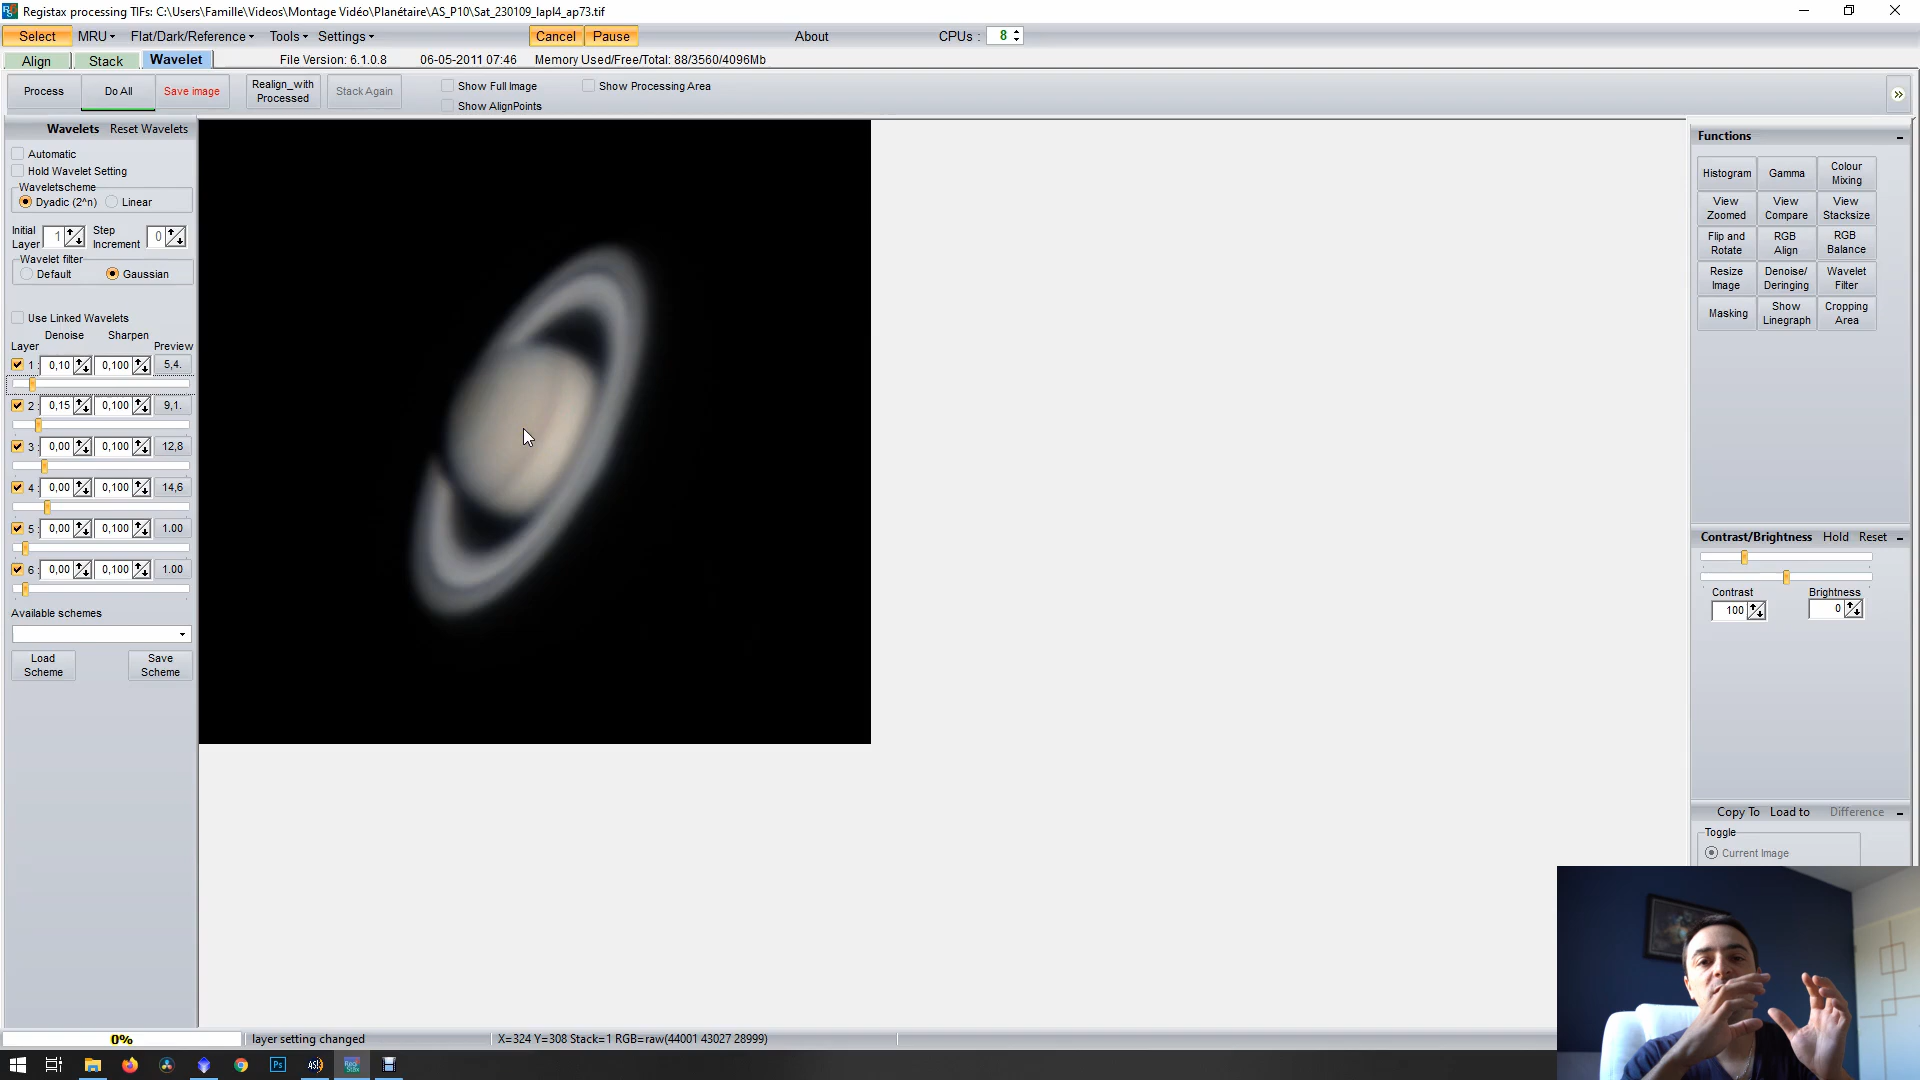 Registax processing TIFs: C:\Users\Famille\Videos\Montage Vidéo\Planétaire\AS_P10\Sat_230109_lapl4_ap73.tif
Select MRU Flat/Dark/Reference Tools Settings Cancel Pause About CPUs : 8
Align Stack Wavelet File Version: 6.1.0.8 06-05-2011 07:46 Memory Used/Free/Total: 88/3560/4096Mb
Process Do All Save image Realign_with Processed Stack Again
Show Full Image Show Processing Area
Show AlignPoints
Wavelets Reset Wavelets
Automatic
Hold Wavelet Setting
Waveletscheme
Dyadic (2^n) Linear
Initial Layer 1 Step Increment 0
Wavelet filter
Default Gaussian
Use Linked Wavelets
Denoise Sharpen
Layer Preview
1 : 0,10 0,100 5,4.
2 : 0,15 0,100 9,1.
3 : 0,00 0,100 12,8
4 : 0,00 0,100 14,6
5 : 0,00 0,100 1.00
6 : 0,00 0,100 1.00
Available schemes
Load Scheme Save Scheme
Functions
Histogram Gamma Colour Mixing
View Zoomed View Compare View Stacksize
Flip and Rotate RGB Align RGB Balance
Resize Image Denoise/ Deringing Wavelet Filter
Masking Show Linegraph Cropping Area
Contrast/Brightness Hold Reset
Contrast Brightness
100 0
Copy To Load to Difference
Toggle
Current Image
0% layer setting changed X=324 Y=308 Stack=1 RGB=raw(44001 43027 28999)
Ps AS! Reg Stax